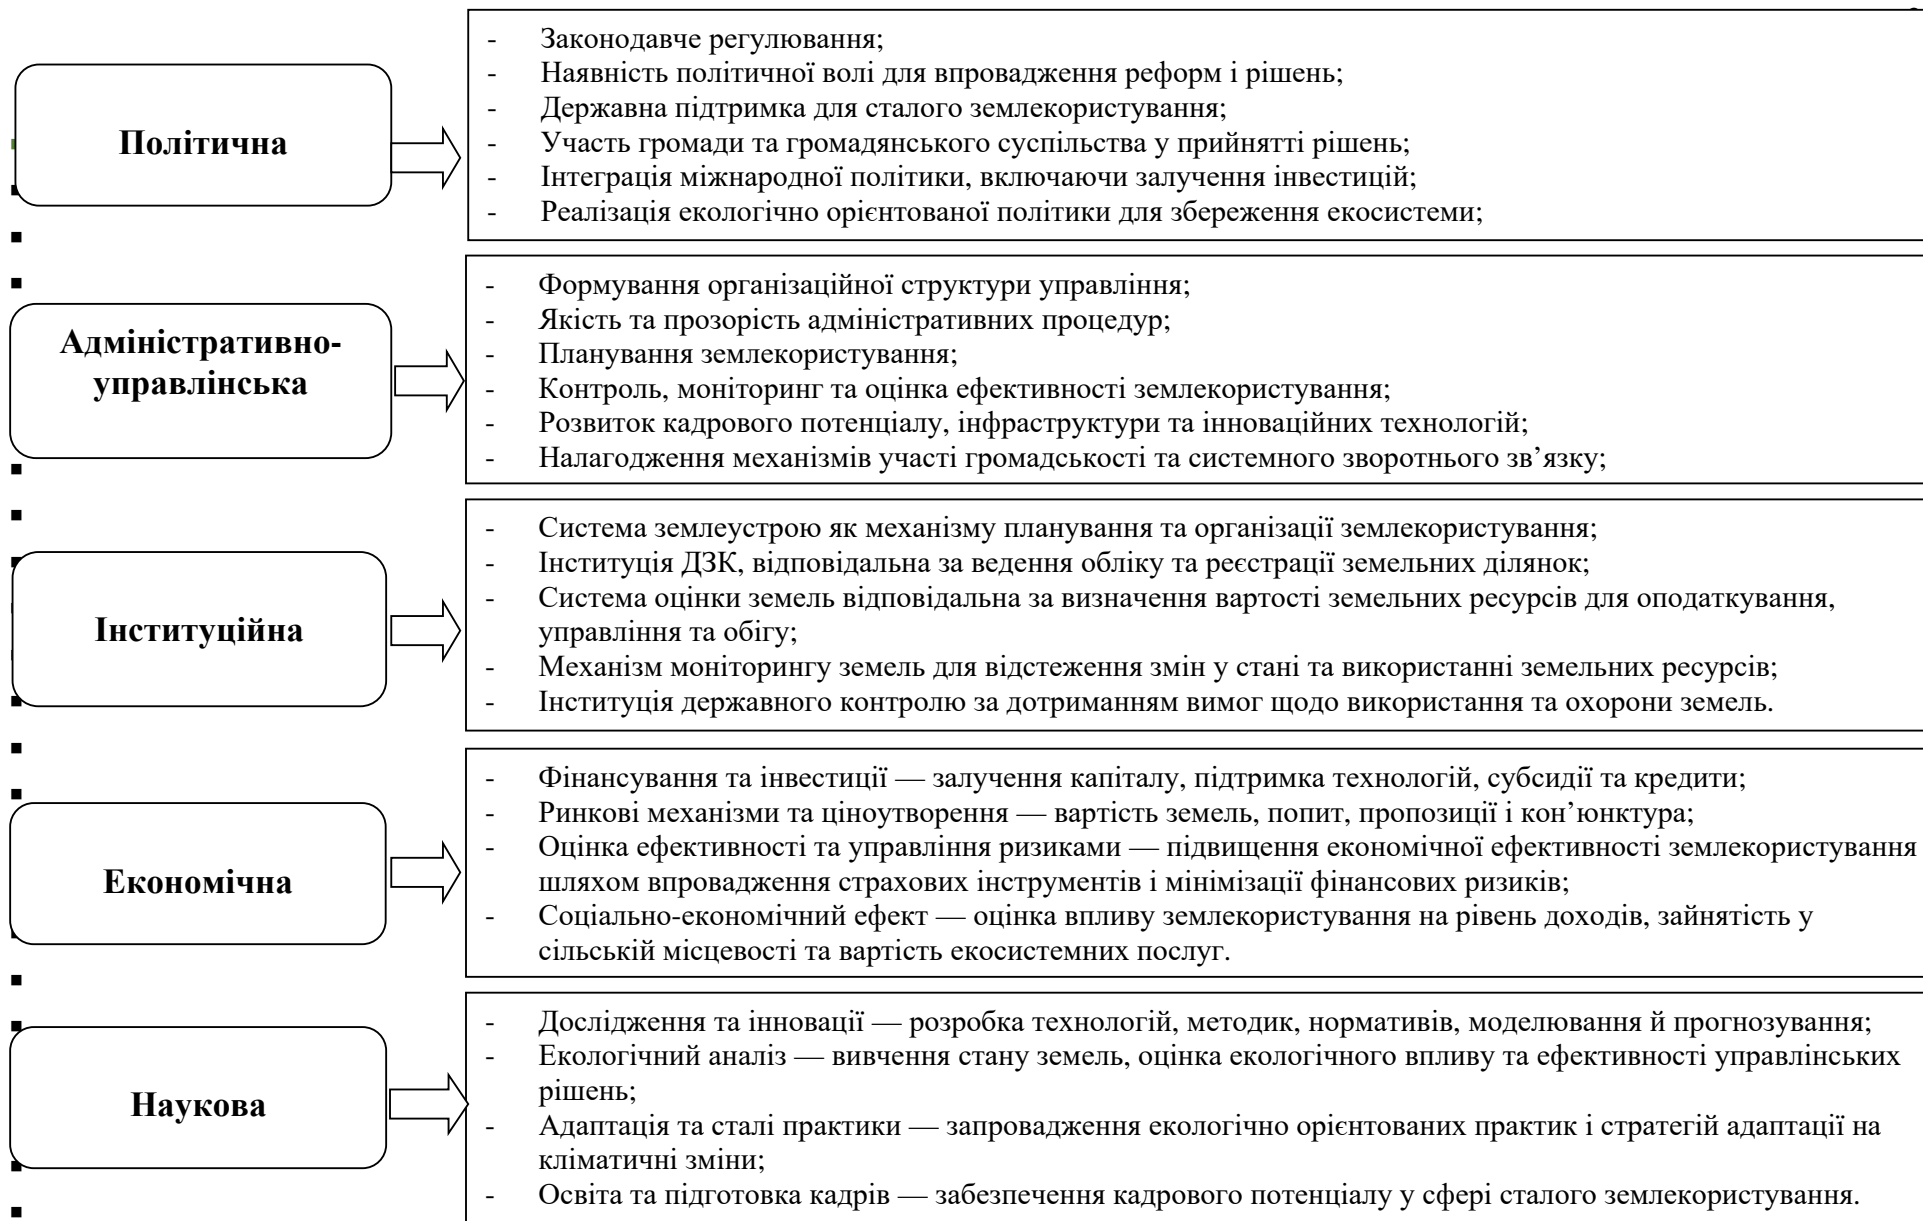 Політична
- Законодавче регулювання;
- Наявність політичної волі для впровадження реформ і рішень;
- Державна підтримка для сталого землекористування;
- Участь громади та громадянського суспільства у прийнятті рішень;
- Інтеграція міжнародної політики, включаючи залучення інвестицій;
- Реалізація екологічно орієнтованої політики для збереження екосистеми;
Адміністративно-
управлінська
- Формування організаційної структури управління;
- Якість та прозорість адміністративних процедур;
- Планування землекористування;
- Контроль, моніторинг та оцінка ефективності землекористування;
- Розвиток кадрового потенціалу, інфраструктури та інноваційних технологій;
- Налагодження механізмів участі громадськості та системного зворотнього зв’язку;
Інституційна
- Система землеустрою як механізму планування та організації землекористування;
- Інституція ДЗК, відповідальна за ведення обліку та реєстрації земельних ділянок;
- Система оцінки земель відповідальна за визначення вартості земельних ресурсів для оподаткування,
управління та обігу;
- Механізм моніторингу земель для відстеження змін у стані та використанні земельних ресурсів;
- Інституція державного контролю за дотриманням вимог щодо використання та охорони земель.
Економічна
- Фінансування та інвестиції — залучення капіталу, підтримка технологій, субсидії та кредити;
- Ринкові механізми та ціноутворення — вартість земель, попит, пропозиції і кон’юнктура;
- Оцінка ефективності та управління ризиками — підвищення економічної ефективності землекористування
шляхом впровадження страхових інструментів і мінімізації фінансових ризиків;
- Соціально-економічний ефект — оцінка впливу землекористування на рівень доходів, зайнятість у
сільській місцевості та вартість екосистемних послуг.
Наукова
- Дослідження та інновації — розробка технологій, методик, нормативів, моделювання й прогнозування;
- Екологічний аналіз — вивчення стану земель, оцінка екологічного впливу та ефективності управлінських
рішень;
- Адаптація та сталі практики — запровадження екологічно орієнтованих практик і стратегій адаптації на
кліматичні зміни;
- Освіта та підготовка кадрів — забезпечення кадрового потенціалу у сфері сталого землекористування.